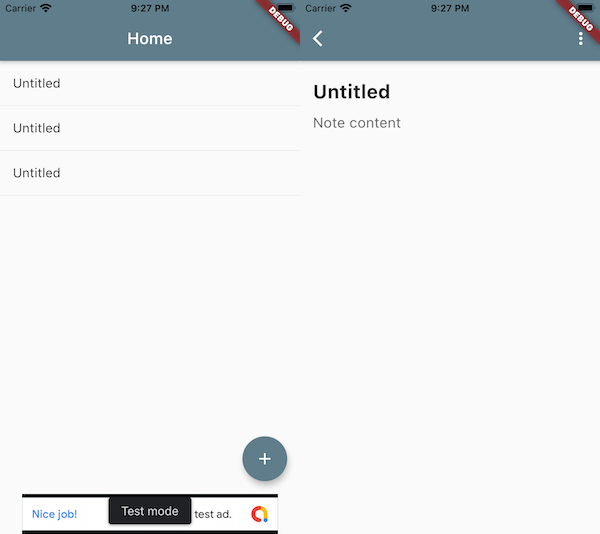 Carrier 9:27 PM DEBUG
Home
Untitled
Untitled
Untitled
+
Nice job! Test mode test ad.
Carrier 9:27 PM DEBUG
Untitled
Note content